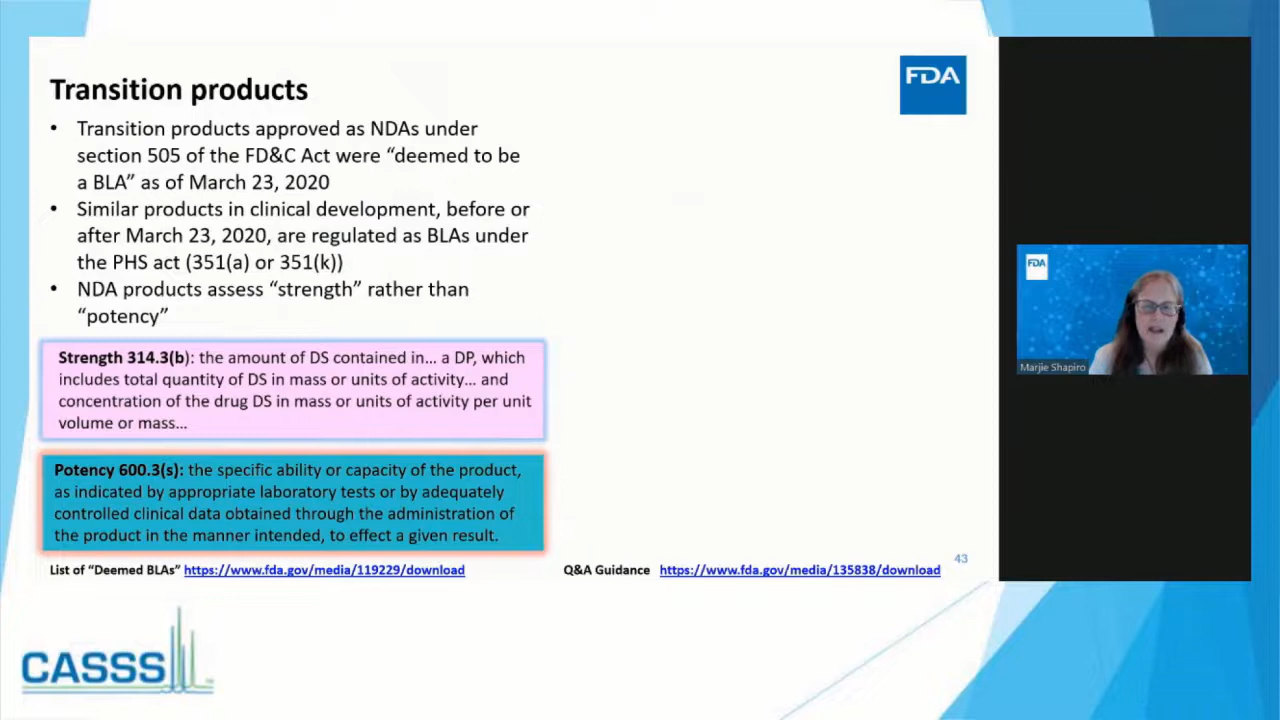 Transition products
FDA
• Transition products approved as NDAs under
section 505 of the FD&C Act were “deemed to be
a BLA” as of March 23, 2020
• Similar products in clinical development, before or
after March 23, 2020, are regulated as BLAs under
the PHS act (351(a) or 351(k))
• NDA products assess “strength” rather than
“potency”
Strength 314.3(b): the amount of DS contained in... a DP, which
includes total quantity of DS in mass or units of activity... and
concentration of the drug DS in mass or units of activity per unit
volume or mass...
Potency 600.3(s): the specific ability or capacity of the product,
as indicated by appropriate laboratory tests or by adequately
controlled clinical data obtained through the administration of
the product in the manner intended, to effect a given result.
List of “Deemed BLAs” https://www.fda.gov/media/119229/download
Q&A Guidance https://www.fda.gov/media/135838/download
43
FDA
Marjie Shapiro
CASSS